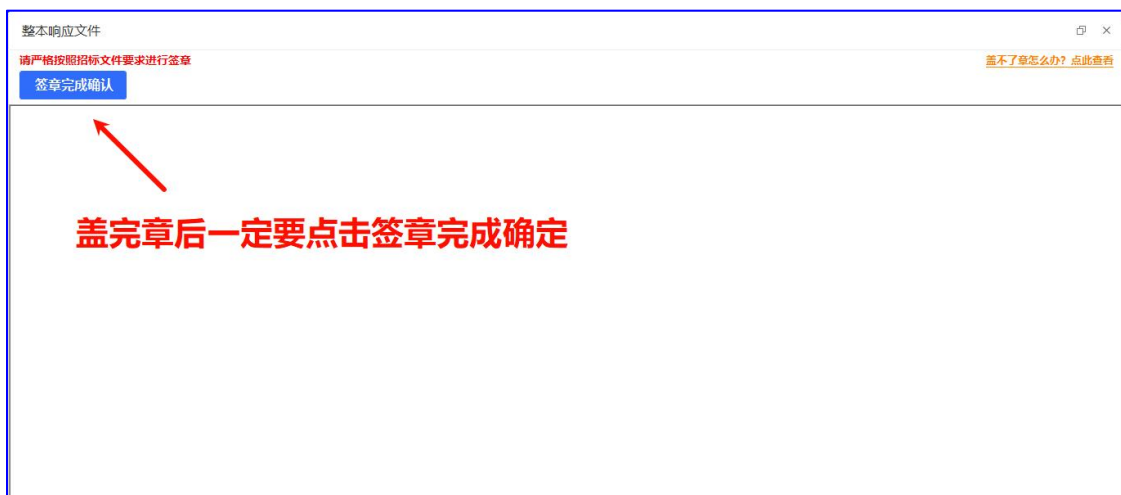 整本响应文件
请严格按照招标文件要求进行签章
盖不了章怎么办？点此查看
签章完成确认
盖完章后一定要点击签章完成确定